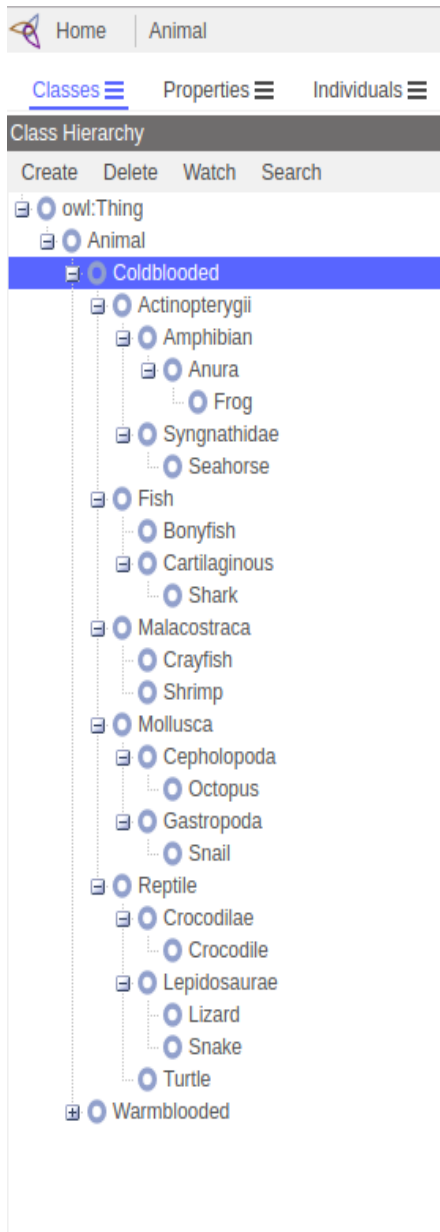 Home Animal
Classes Properties Individuals
Class Hierarchy
Create Delete Watch Search
owl:Thing
Animal
Coldblooded
Actinopterygii
Amphibian
Anura
Frog
Syngnathidae
Seahorse
Fish
Bonyfish
Cartilaginous
Shark
Malacostraca
Crayfish
Shrimp
Mollusca
Cepholopoda
Octopus
Gastropoda
Snail
Reptile
Crocodilae
Crocodile
Lepidosaurae
Lizard
Snake
Turtle
Warmblooded